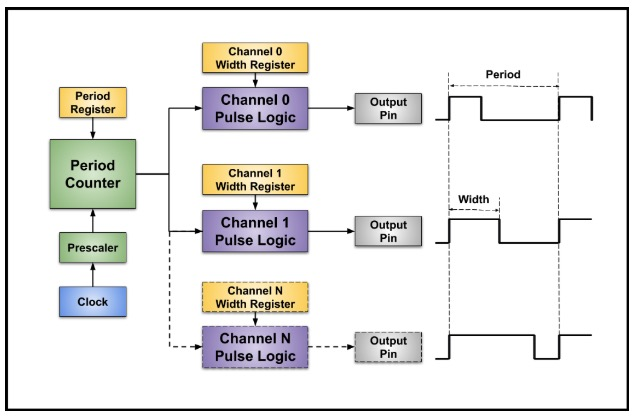 Channel 0
Width Register
Period
Period
Register
Channel 0
Pulse Logic
Output
Pin
Period
Counter
Channel 1
Width Register
Width
Prescaler
Channel 1
Pulse Logic
Output
Pin
Clock
Channel N
Width Register
Channel N
Pulse Logic
Output
Pin